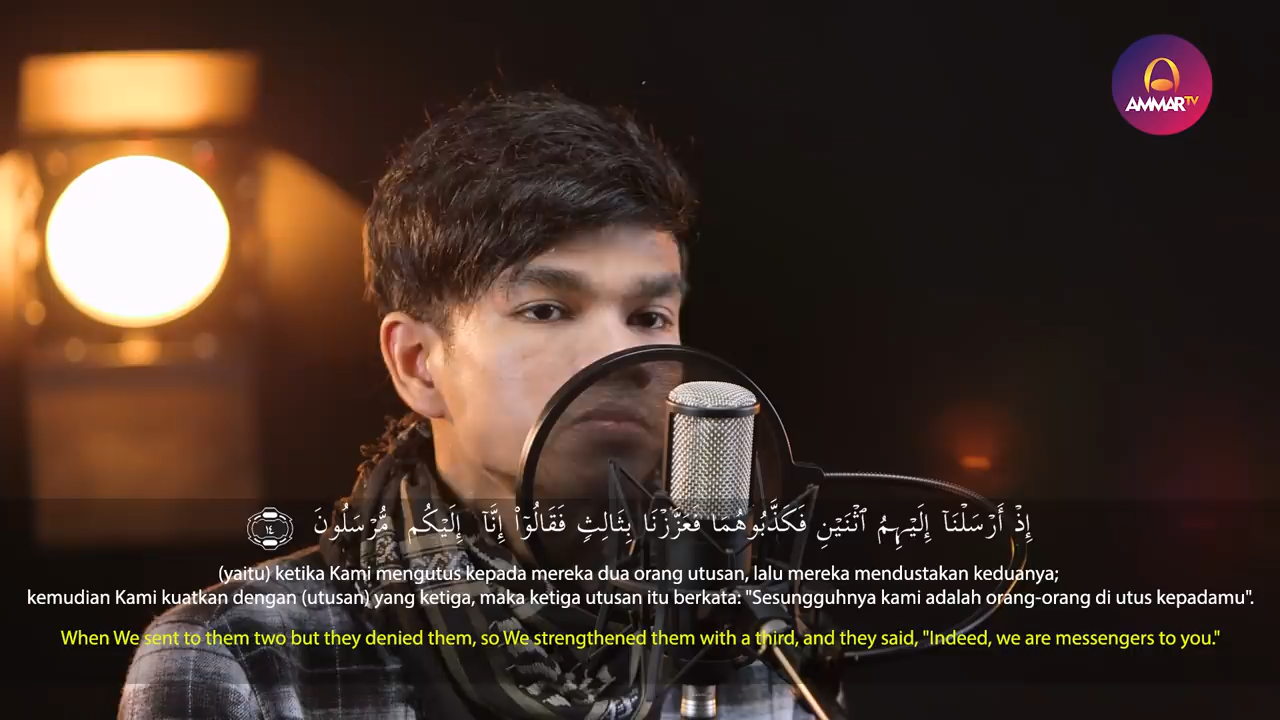 AMMARTV
إِذْ أَرْسَلْنَآ إِلَيْهِمُ ٱثْنَيْنِ فَكَذَّبُوهُمَا فَعَزَّزْنَا بِثَالِثٍ فَقَالُوٓا۟ إِنَّآ إِلَيْكُم مُّرْسَلُونَ ١٤
(yaitu) ketika Kami mengutus kepada mereka dua orang utusan, lalu mereka mendustakan keduanya;
kemudian Kami kuatkan dengan (utusan) yang ketiga, maka ketiga utusan itu berkata: "Sesungguhnya kami adalah orang-orang di utus kepadamu".
When We sent to them two but they denied them, so We strengthened them with a third, and they said, "Indeed, we are messengers to you."